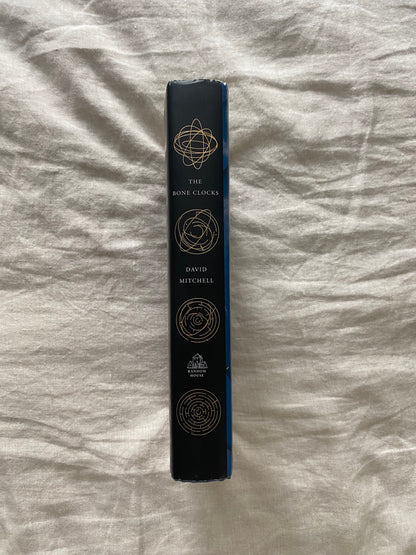 THE
BONE CLOCKS
DAVID
MITCHELL
RANDOM
HOUSE